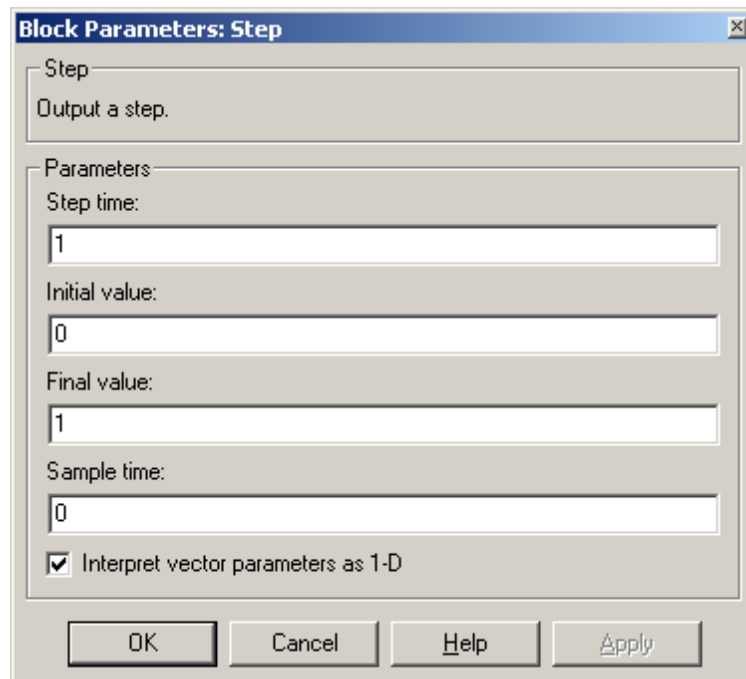 Block Parameters: Step
Step
Output a step.
Parameters
Step time:
1
Initial value:
0
Final value:
1
Sample time:
0
Interpret vector parameters as 1-D
OK Cancel Help Apply